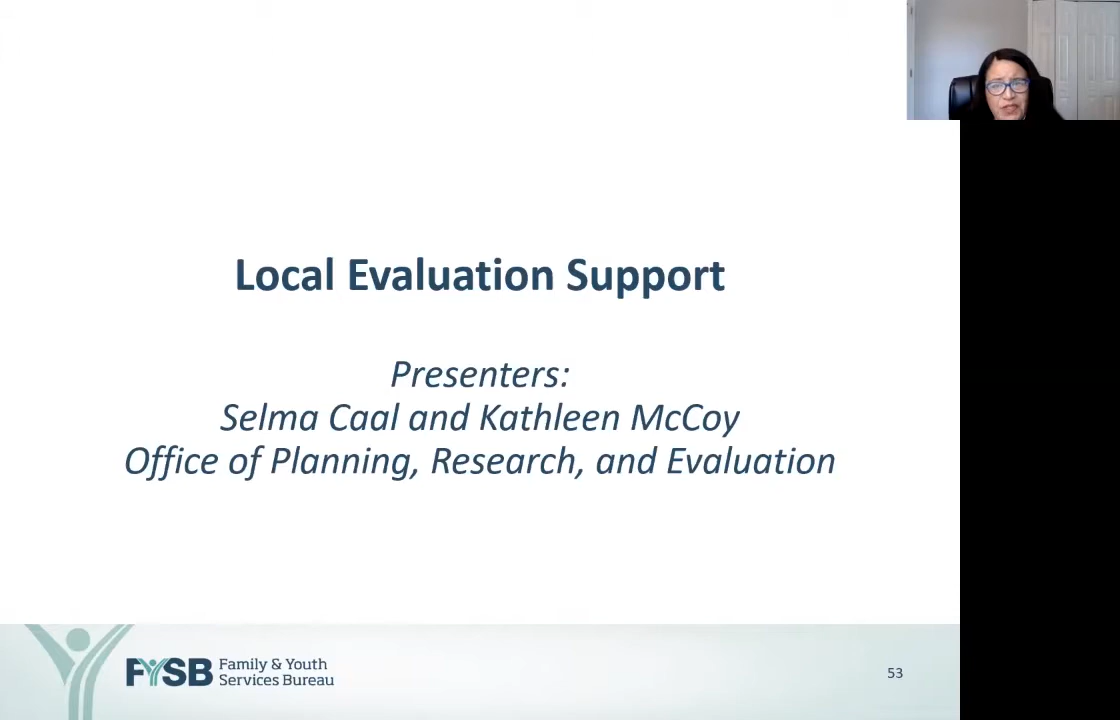 Local Evaluation Support
Presenters:
Selma Caal and Kathleen McCoy
Office of Planning, Research, and Evaluation
FYSB
Family & Youth
Services Bureau
53